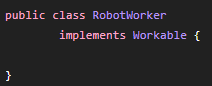 public class RobotWorker
        implements Workable {

}